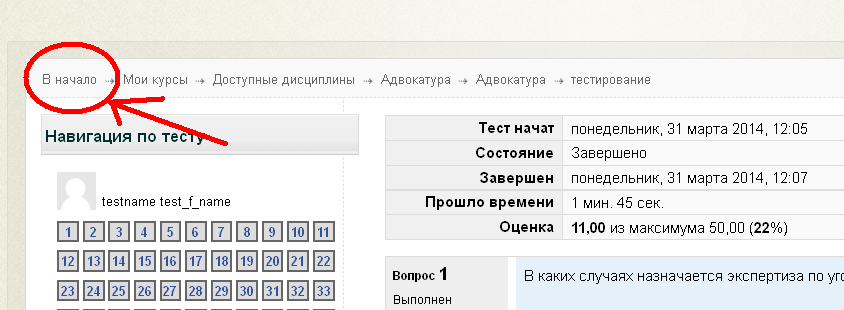 В начало → Мои курсы → Доступные дисциплины → Адвокатура → Адвокатура → тестирование
Навигация по тесту
testname test_f_name
1 2 3 4 5 6 7 8 9 10 11
12 13 14 15 16 17 18 19 20 21 22
23 24 25 26 27 28 29 30 31 32 33
Тест начат понедельник, 31 марта 2014, 12:05
Состояние Завершено
Завершен понедельник, 31 марта 2014, 12:07
Прошло времени 1 мин. 45 сек.
Оценка 11,00 из максимума 50,00 (22%)
Вопрос 1
Выполнен
В каких случаях назначается экспертиза по уго